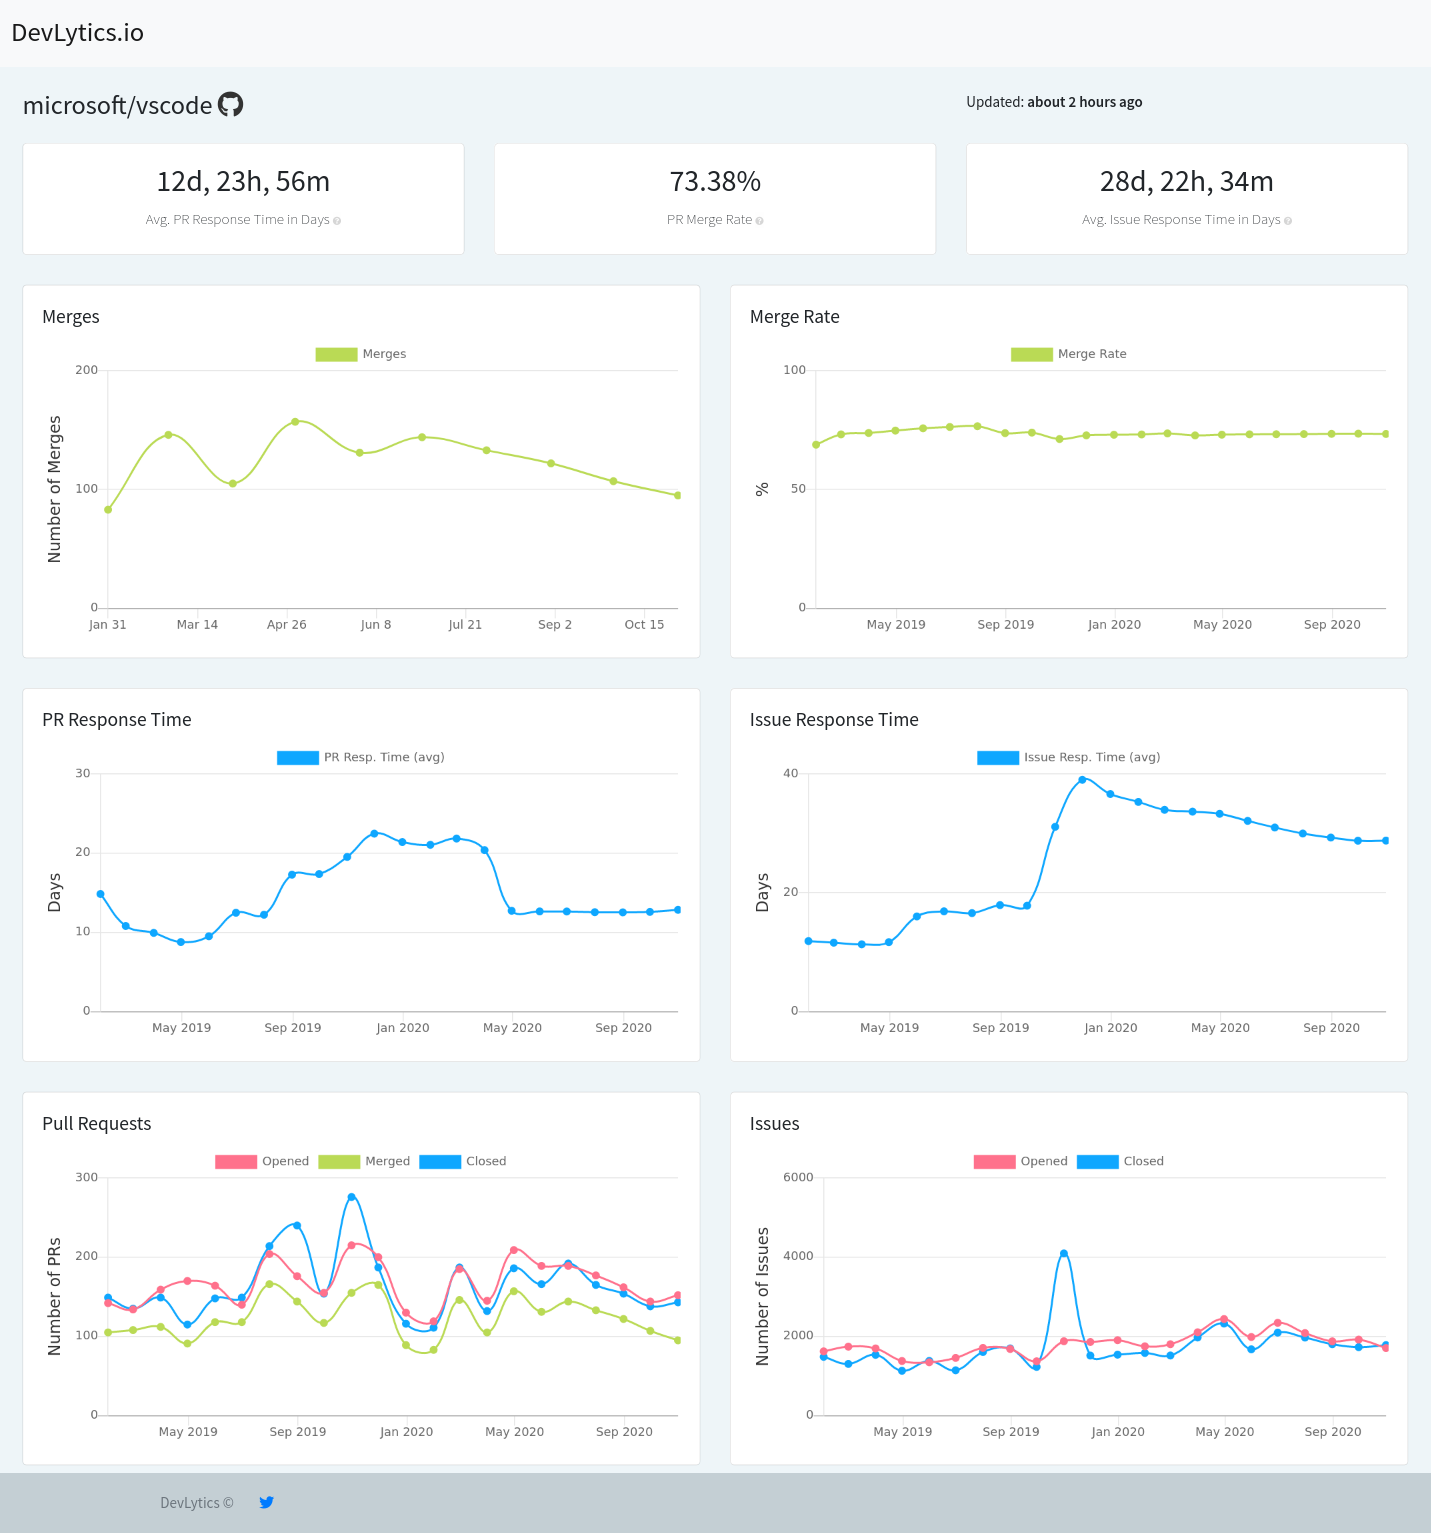 DevLytics.io
microsoft/vscode
Updated: about 2 hours ago
12d, 23h, 56m
Avg. PR Response Time in Days ?
73.38%
PR Merge Rate ?
28d, 22h, 34m
Avg. Issue Response Time in Days ?
Merges
Merges
200
100
0
Number of Merges
Jan 31 Mar 14 Apr 26 Jun 8 Jul 21 Sep 2 Oct 15
Merge Rate
Merge Rate
100
50
0
%
May 2019 Sep 2019 Jan 2020 May 2020 Sep 2020
PR Response Time
PR Resp. Time (avg)
30
20
10
0
Days
May 2019 Sep 2019 Jan 2020 May 2020 Sep 2020
Issue Response Time
Issue Resp. Time (avg)
40
20
0
Days
May 2019 Sep 2019 Jan 2020 May 2020 Sep 2020
Pull Requests
Opened Merged Closed
300
200
100
0
Number of PRs
May 2019 Sep 2019 Jan 2020 May 2020 Sep 2020
Issues
Opened Closed
6000
4000
2000
0
Number of Issues
May 2019 Sep 2019 Jan 2020 May 2020 Sep 2020
DevLytics ©